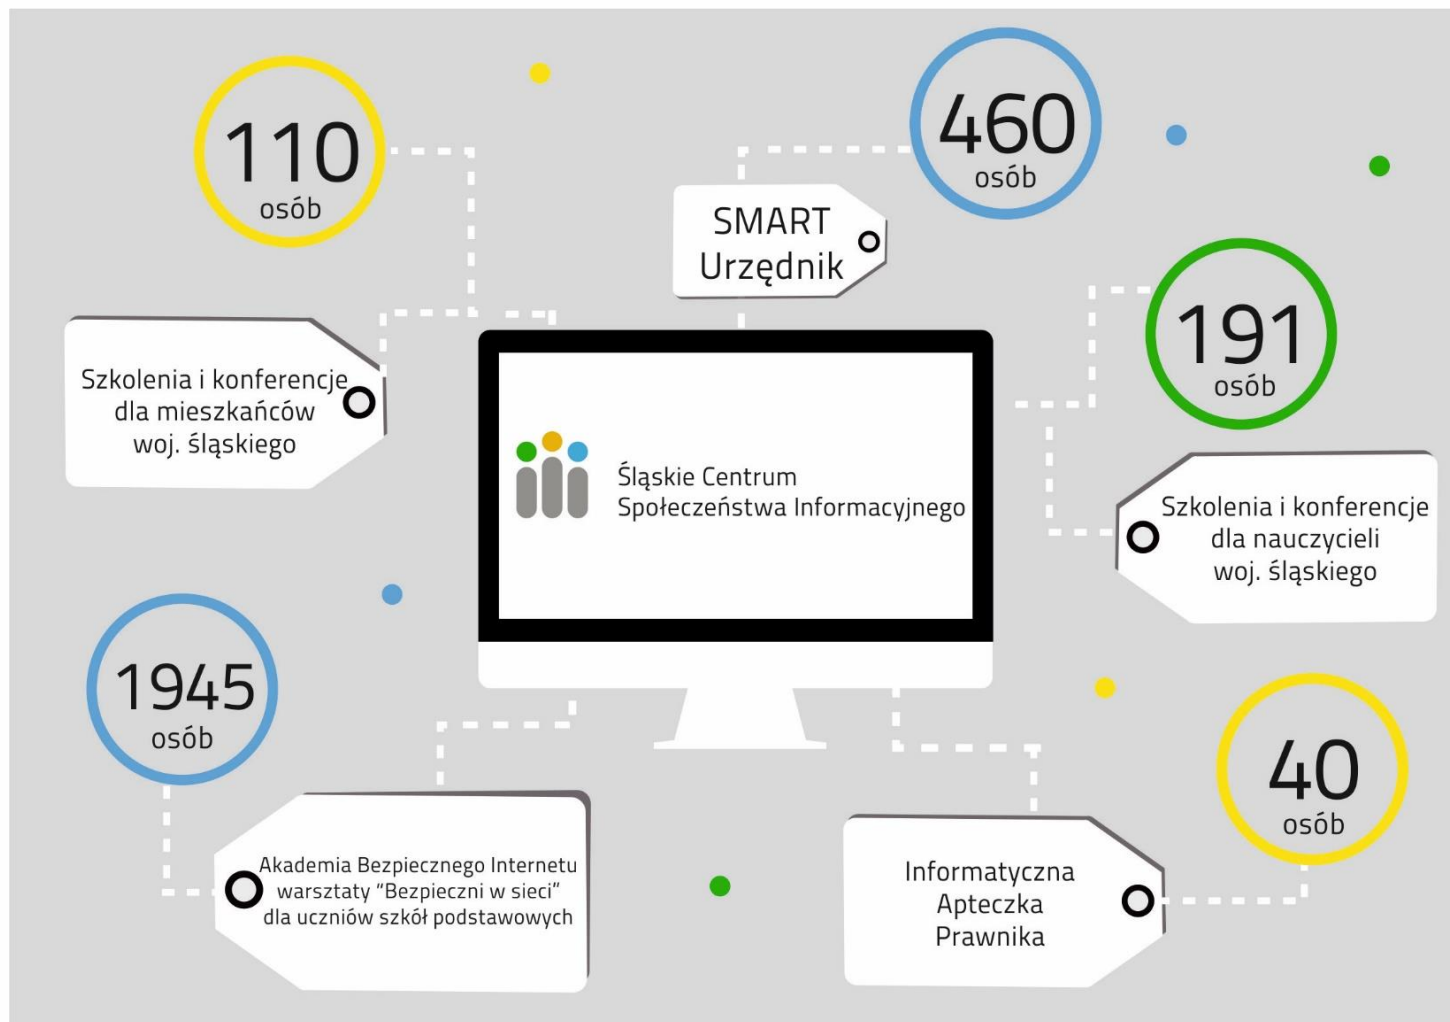 110
osób
460
osób
SMART
Urzędnik
191
osób
Szkolenia i konferencje
dla mieszkańców
woj. śląskiego
Śląskie Centrum
Społeczeństwa Informacyjnego
Szkolenia i konferencje
dla nauczycieli
woj. śląskiego
1945
osób
40
osób
Akademia Bezpiecznego Internetu
warsztaty “Bezpieczni w sieci”
dla uczniów szkół podstawowych
Informatyczna
Apteczka
Prawnika